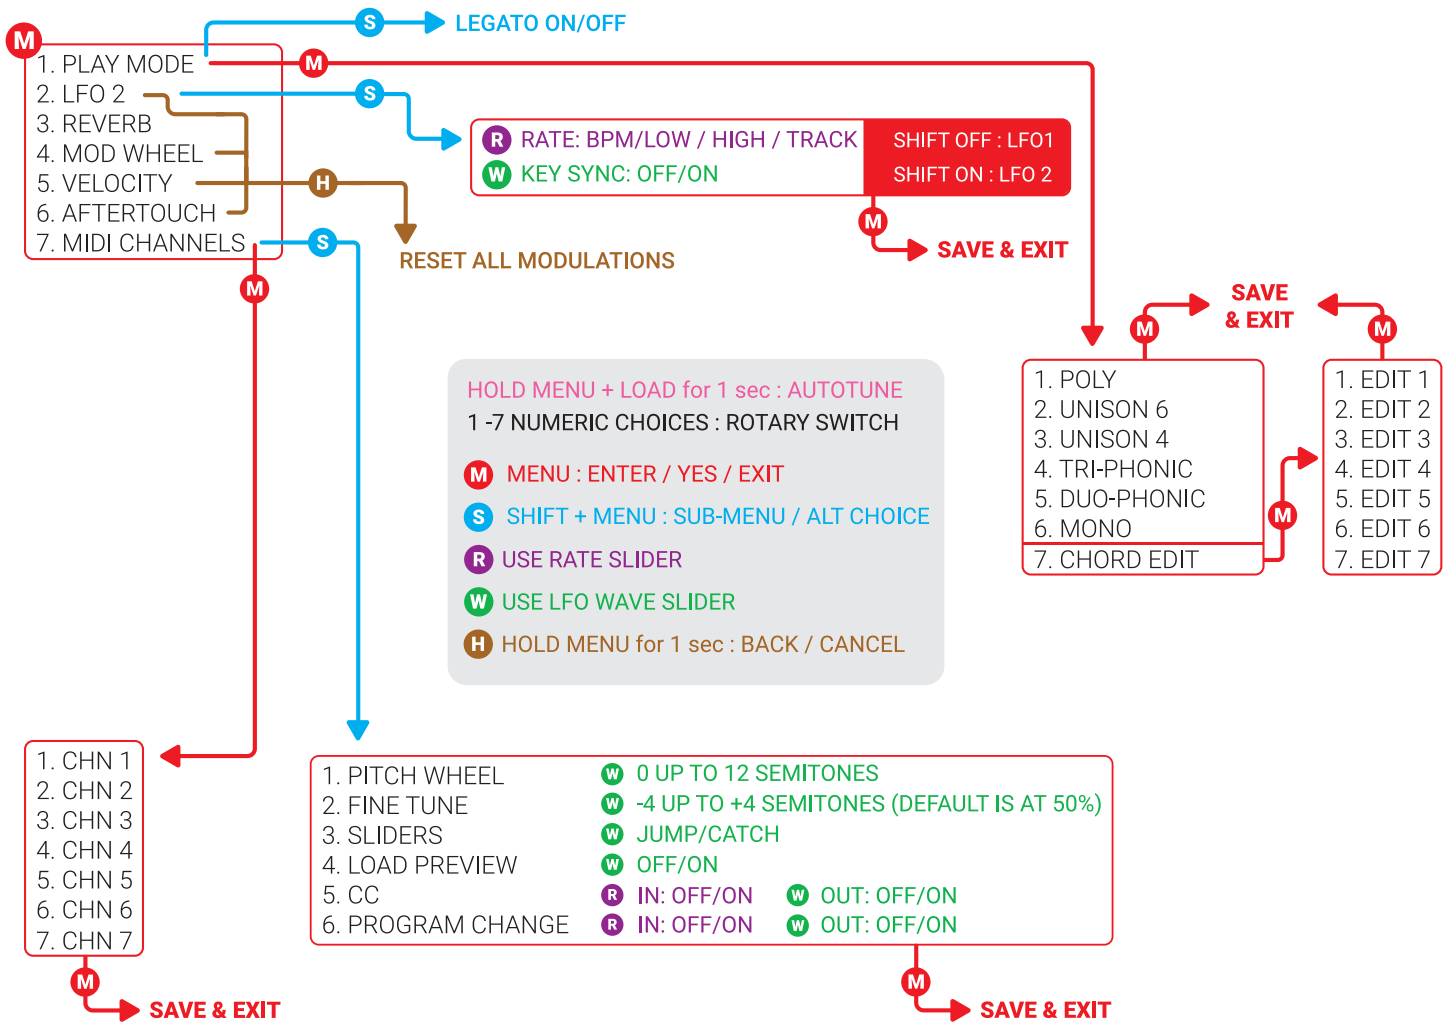 S
LEGATO ON/OFF
M
1. PLAY MODE
M
2. LFO 2
S
3. REVERB
4. MOD WHEEL
5. VELOCITY
H
6. AFTERTOUCH
7. MIDI CHANNELS
S
M
RESET ALL MODULATIONS
R RATE: BPM/LOW / HIGH / TRACK
W KEY SYNC: OFF/ON
SHIFT OFF : LFO1
SHIFT ON : LFO 2
M
SAVE & EXIT
SAVE
& EXIT
M
M
1. POLY
2. UNISON 6
3. UNISON 4
4. TRI-PHONIC
5. DUO-PHONIC
6. MONO
7. CHORD EDIT
M
1. EDIT 1
2. EDIT 2
3. EDIT 3
4. EDIT 4
5. EDIT 5
6. EDIT 6
7. EDIT 7
HOLD MENU + LOAD for 1 sec : AUTOTUNE
1 -7 NUMERIC CHOICES : ROTARY SWITCH
M MENU : ENTER / YES / EXIT
S SHIFT + MENU : SUB-MENU / ALT CHOICE
R USE RATE SLIDER
W USE LFO WAVE SLIDER
H HOLD MENU for 1 sec : BACK / CANCEL
1. CHN 1
2. CHN 2
3. CHN 3
4. CHN 4
5. CHN 5
6. CHN 6
7. CHN 7
M
SAVE & EXIT
1. PITCH WHEEL W 0 UP TO 12 SEMITONES
2. FINE TUNE W -4 UP TO +4 SEMITONES (DEFAULT IS AT 50%)
3. SLIDERS W JUMP/CATCH
4. LOAD PREVIEW W OFF/ON
5. CC R IN: OFF/ON W OUT: OFF/ON
6. PROGRAM CHANGE R IN: OFF/ON W OUT: OFF/ON
M
SAVE & EXIT